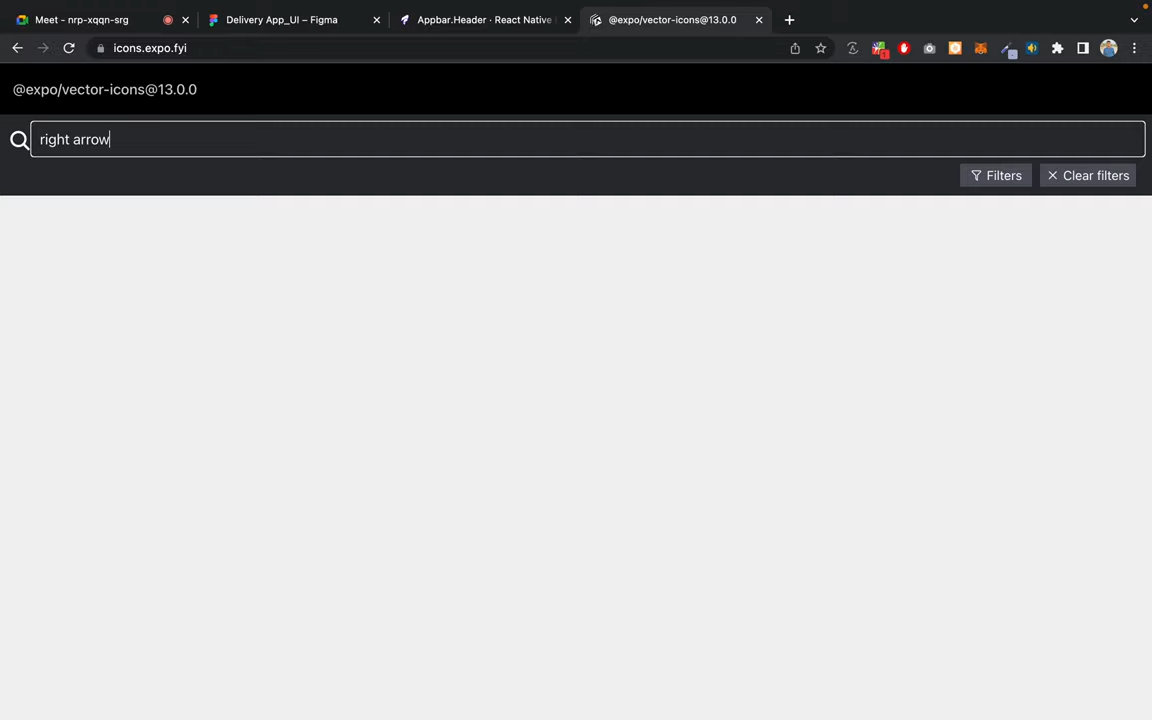 Meet - nrp-xqqn-srg
Delivery App_UI – Figma
Appbar.Header · React Native
@expo/vector-icons@13.0.0
icons.expo.fyi
1
@expo/vector-icons@13.0.0
right arrow
Filters
Clear filters